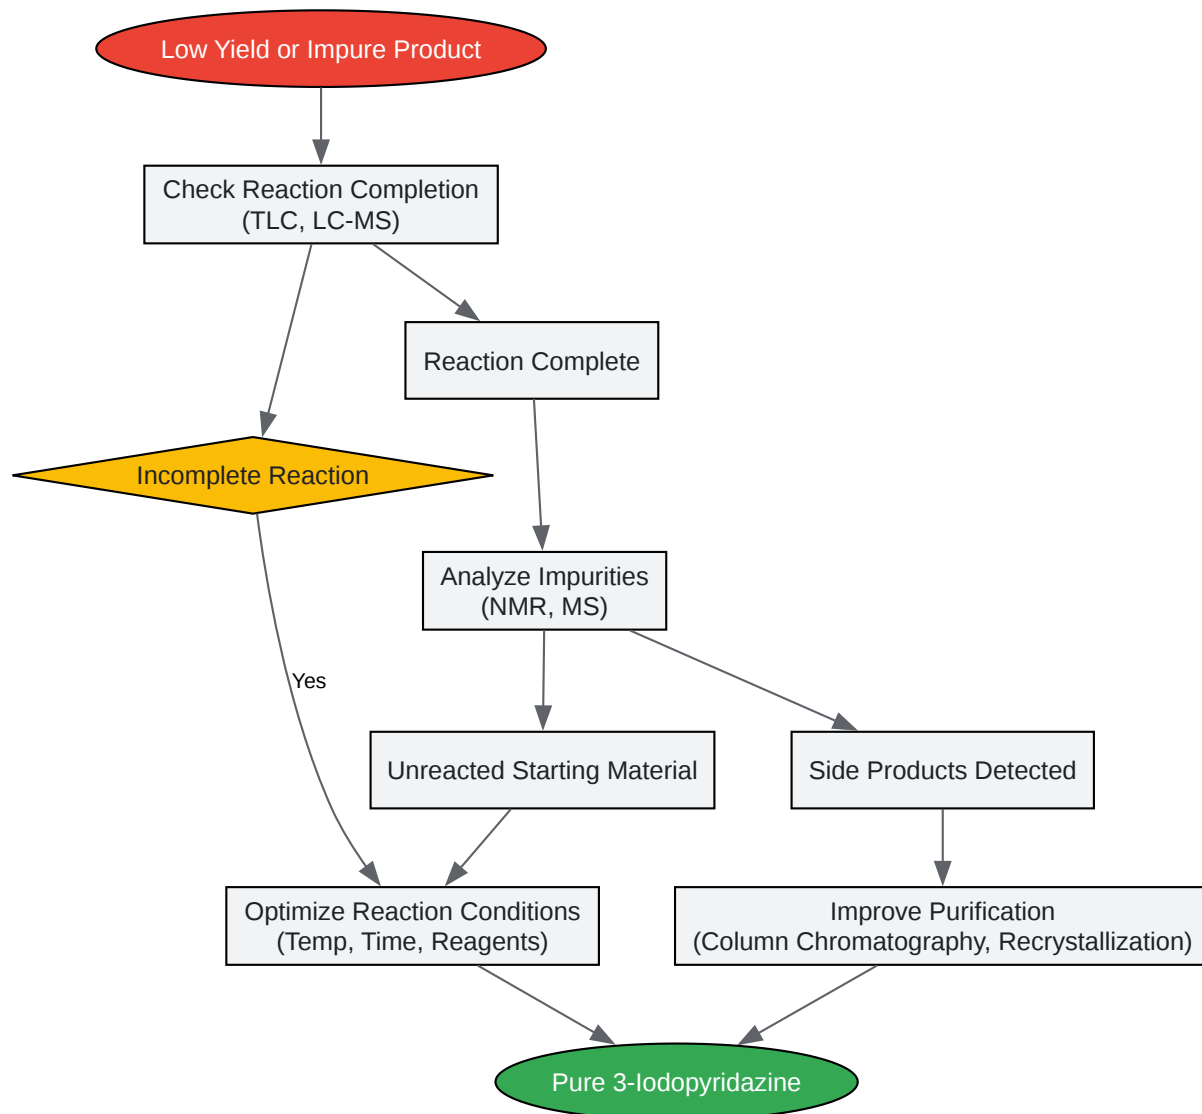 Low Yield or Impure Product
Check Reaction Completion
(TLC, LC-MS)
Reaction Complete
Incomplete Reaction
Analyze Impurities
(NMR, MS)
Yes
Unreacted Starting Material
Side Products Detected
Optimize Reaction Conditions
(Temp, Time, Reagents)
Improve Purification
(Column Chromatography, Recrystallization)
Pure 3-Iodopyridazine